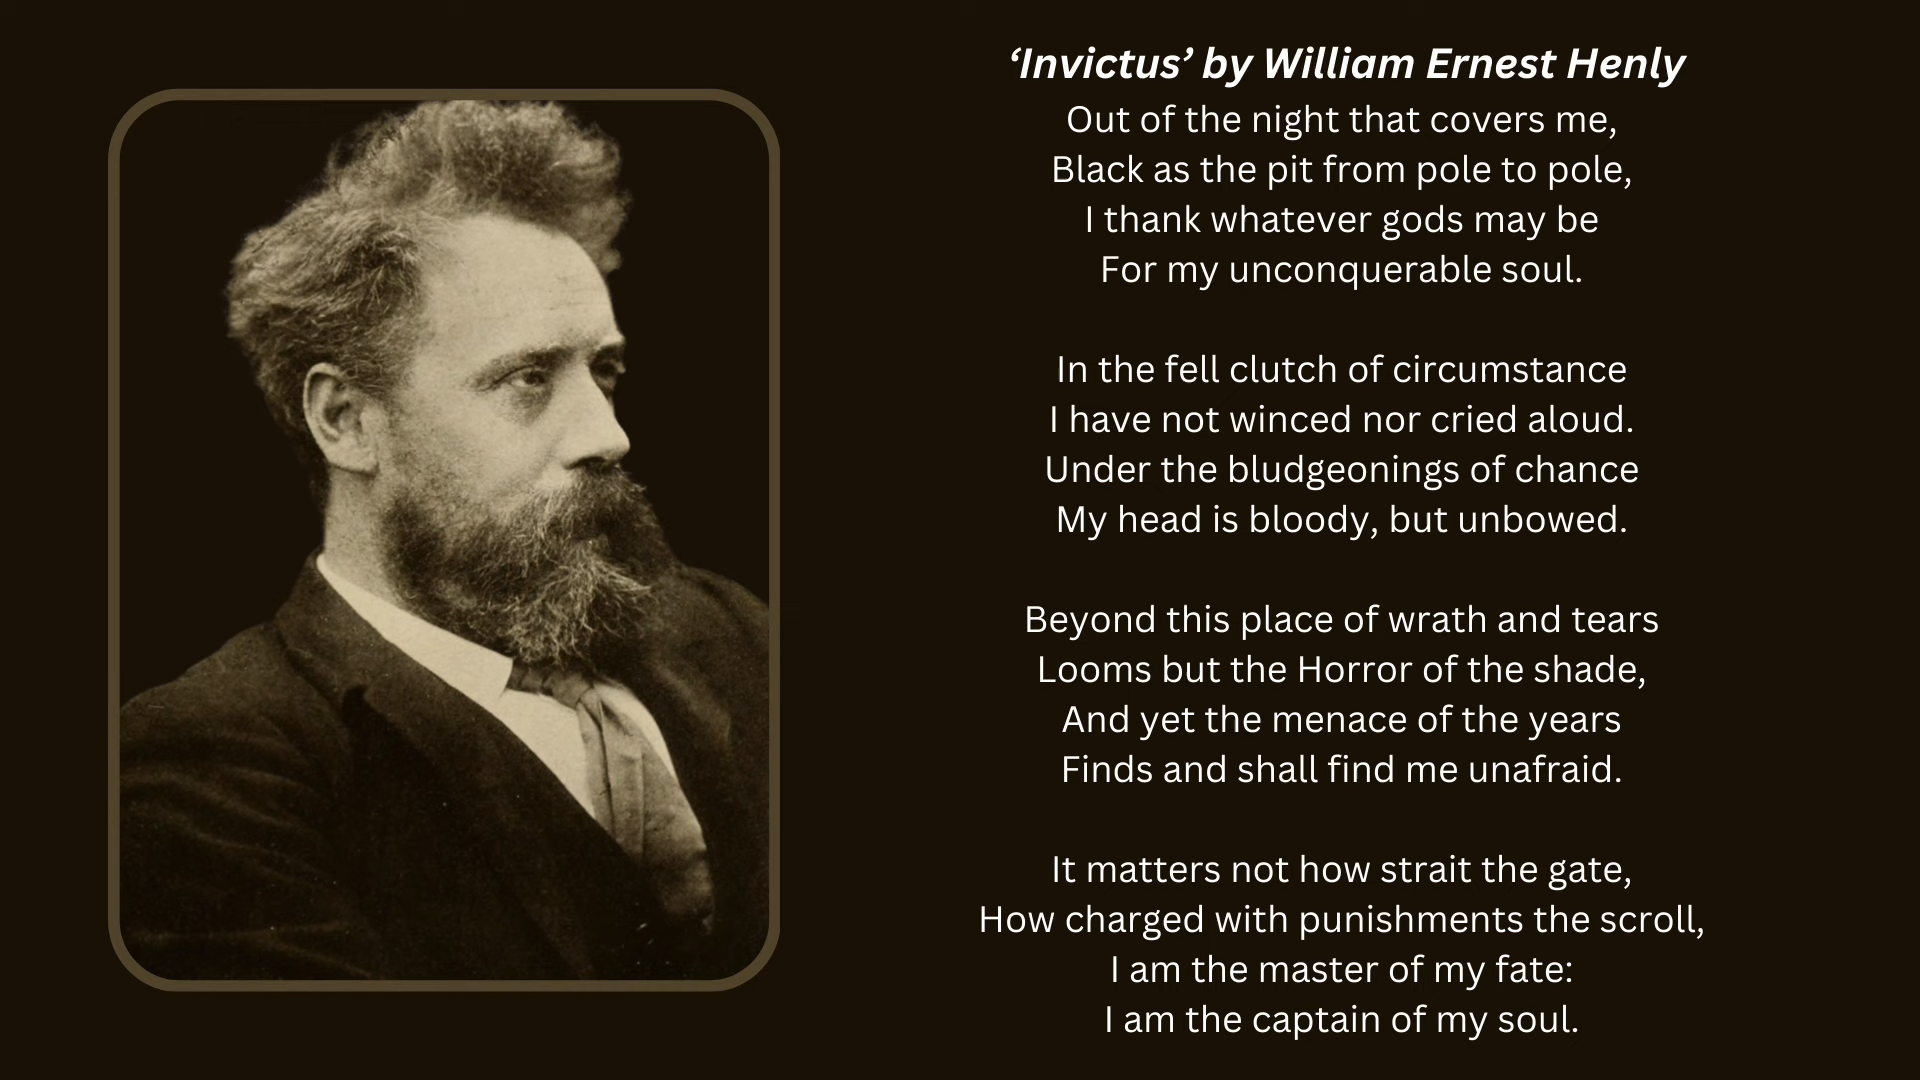 ‘Invictus’ by William Ernest Henly
Out of the night that covers me,
Black as the pit from pole to pole,
I thank whatever gods may be
For my unconquerable soul.
In the fell clutch of circumstance
I have not winced nor cried aloud.
Under the bludgeonings of chance
My head is bloody, but unbowed.
Beyond this place of wrath and tears
Looms but the Horror of the shade,
And yet the menace of the years
Finds and shall find me unafraid.
It matters not how strait the gate,
How charged with punishments the scroll,
I am the master of my fate:
I am the captain of my soul.